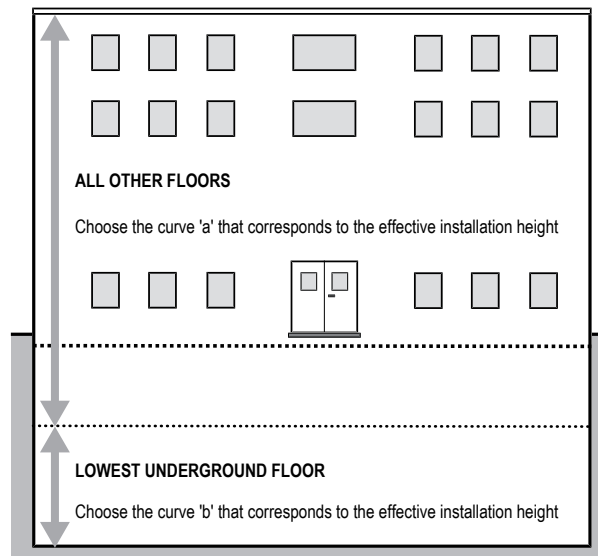 ALL OTHER FLOORS
Choose the curve 'a' that corresponds to the effective installation height
LOWEST UNDERGROUND FLOOR
Choose the curve 'b' that corresponds to the effective installation height